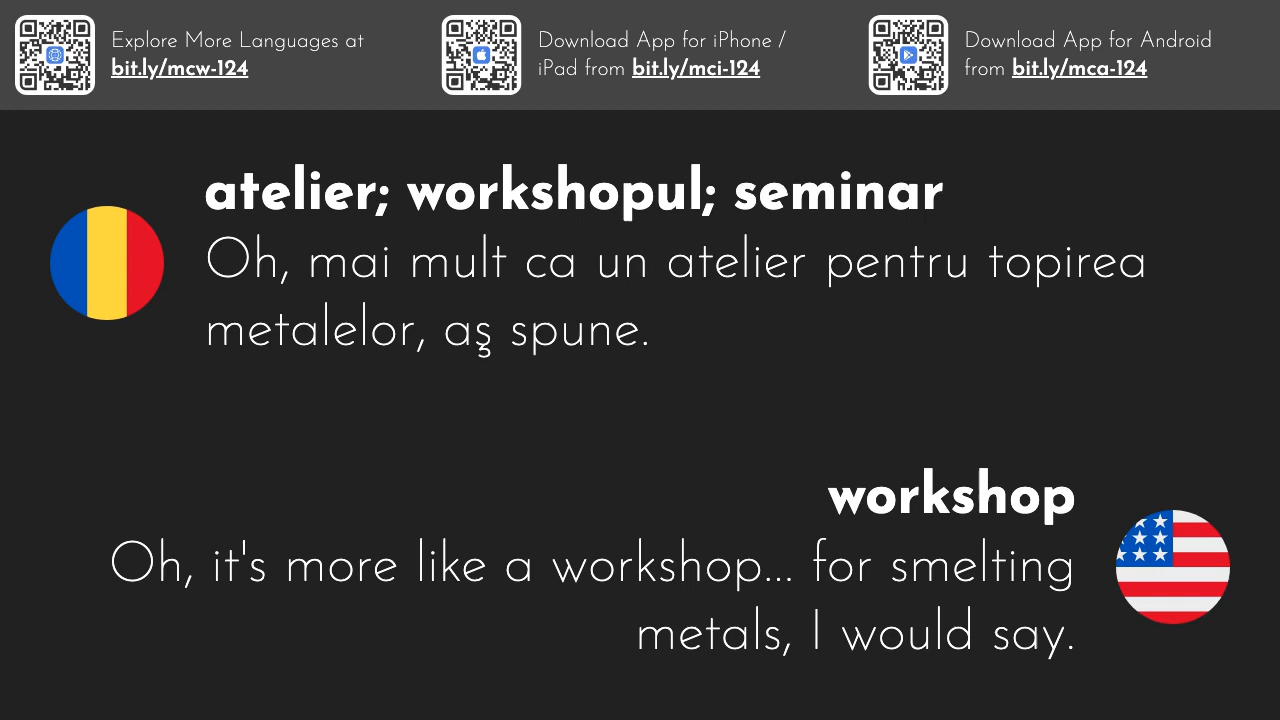 Explore More Languages at
bit.ly/mcw-124
Download App for iPhone /
iPad from bit.ly/mci-124
Download App for Android
from bit.ly/mca-124
atelier; workshopul; seminar
Oh, mai mult ca un atelier pentru topirea
metalelor, aş spune.
workshop
Oh, it's more like a workshop... for smelting
metals, I would say.